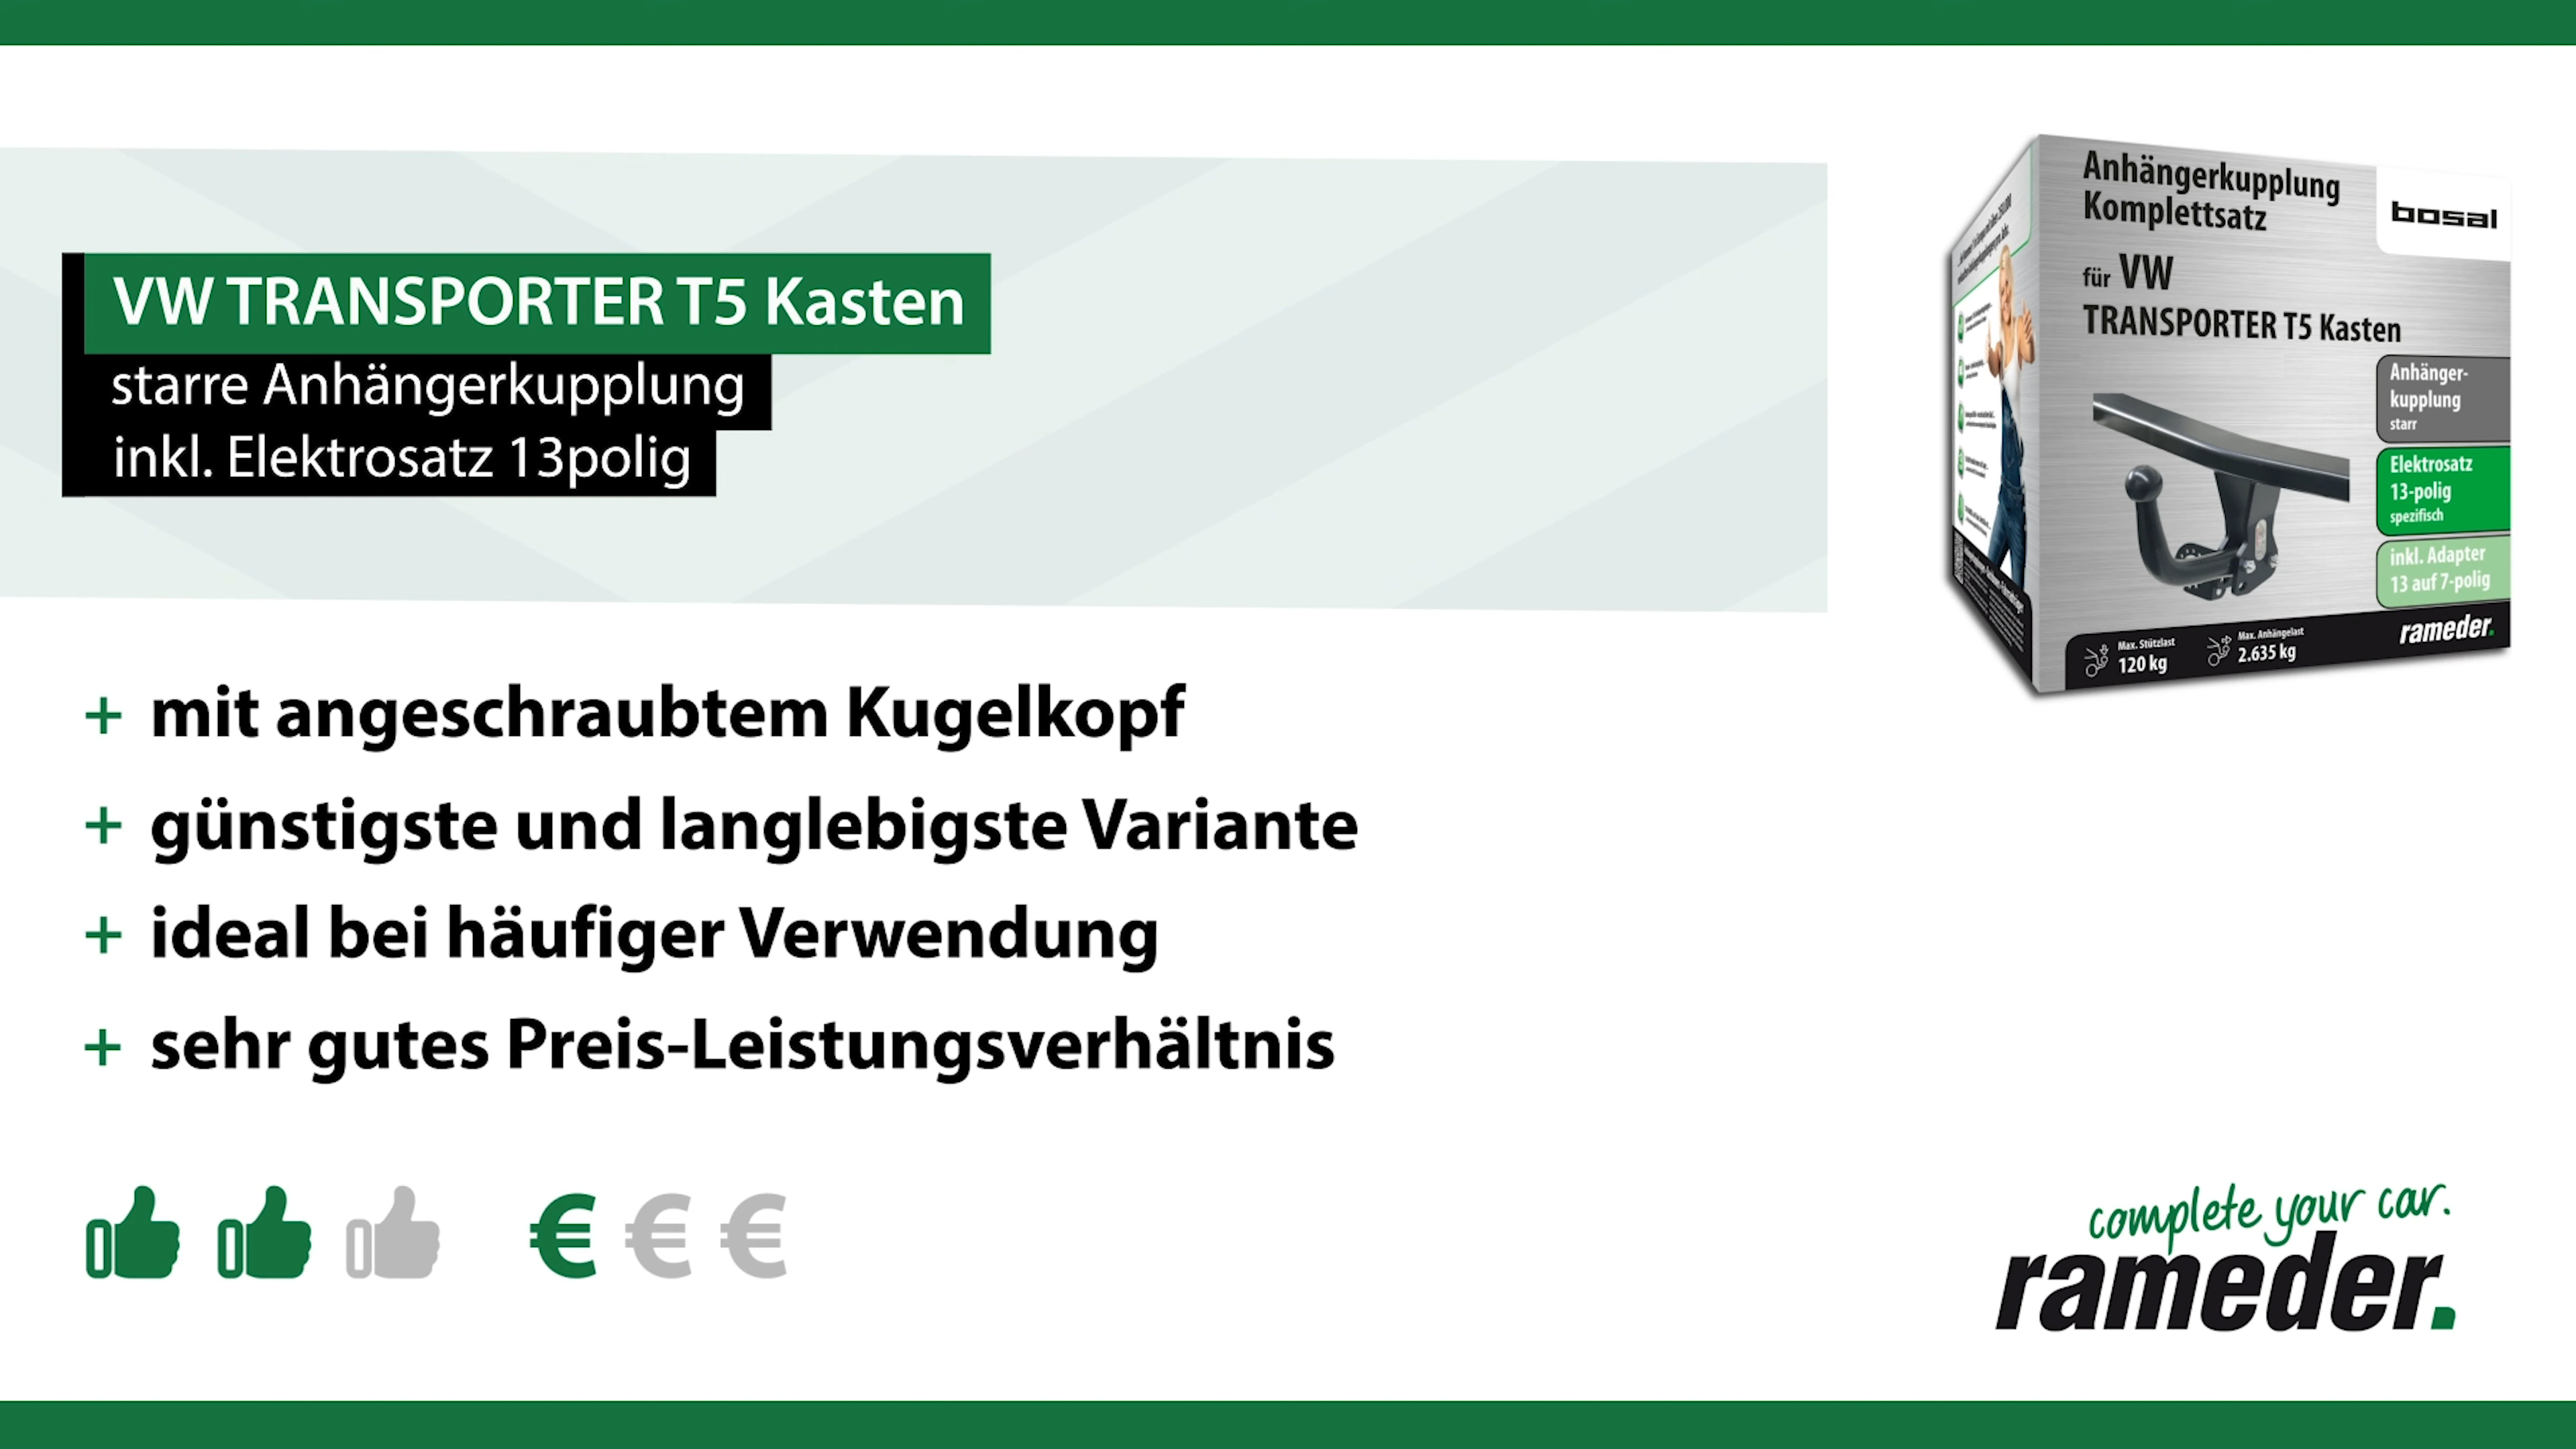 VW TRANSPORTER T5 Kasten
starre Anhängerkupplung
inkl. Elektrosatz 13polig
+ mit angeschraubtem Kugelkopf
+ günstigste und langlebigste Variante
+ ideal bei häufiger Verwendung
+ sehr gutes Preis-Leistungsverhältnis
€ € €
Anhängerkupplung
Komplettsatz
bosal
für VW
TRANSPORTER T5 Kasten
Anhänger-
kupplung
starr
Elektrosatz
13-polig
spezifisch
inkl. Adapter
13 auf 7-polig
Max. Stützlast
120 kg
Max. Anhängelast
2.635 kg
rameder.
complete your car.
rameder.